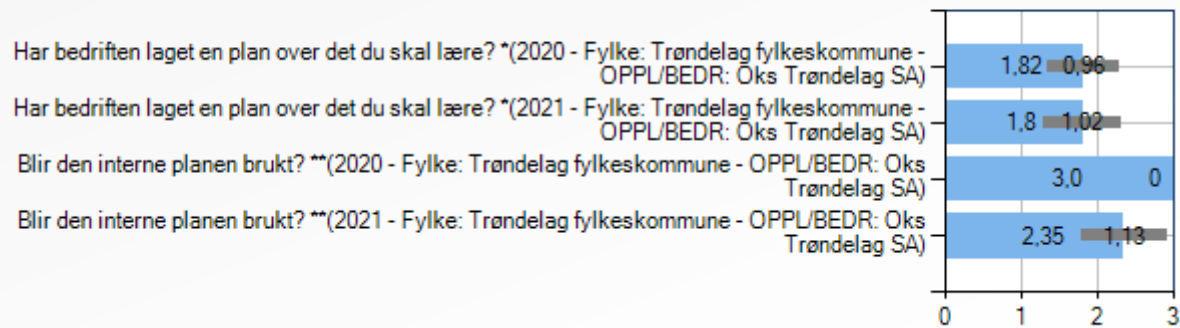 Har bedriften laget en plan over det du skal lære? *(2020 - Fylke: Trøndelag fylkeskommune -
OPPL/BEDR: Oks Trøndelag SA)
1,82 0,96
Har bedriften laget en plan over det du skal lære? *(2021 - Fylke: Trøndelag fylkeskommune -
OPPL/BEDR: Oks Trøndelag SA)
1,8 1,02
Blir den interne planen brukt? **(2020 - Fylke: Trøndelag fylkeskommune - OPPL/BEDR: Oks
Trøndelag SA)
3,0 0
Blir den interne planen brukt? **(2021 - Fylke: Trøndelag fylkeskommune - OPPL/BEDR: Oks
Trøndelag SA)
2,35 1,13
0 1 2 3